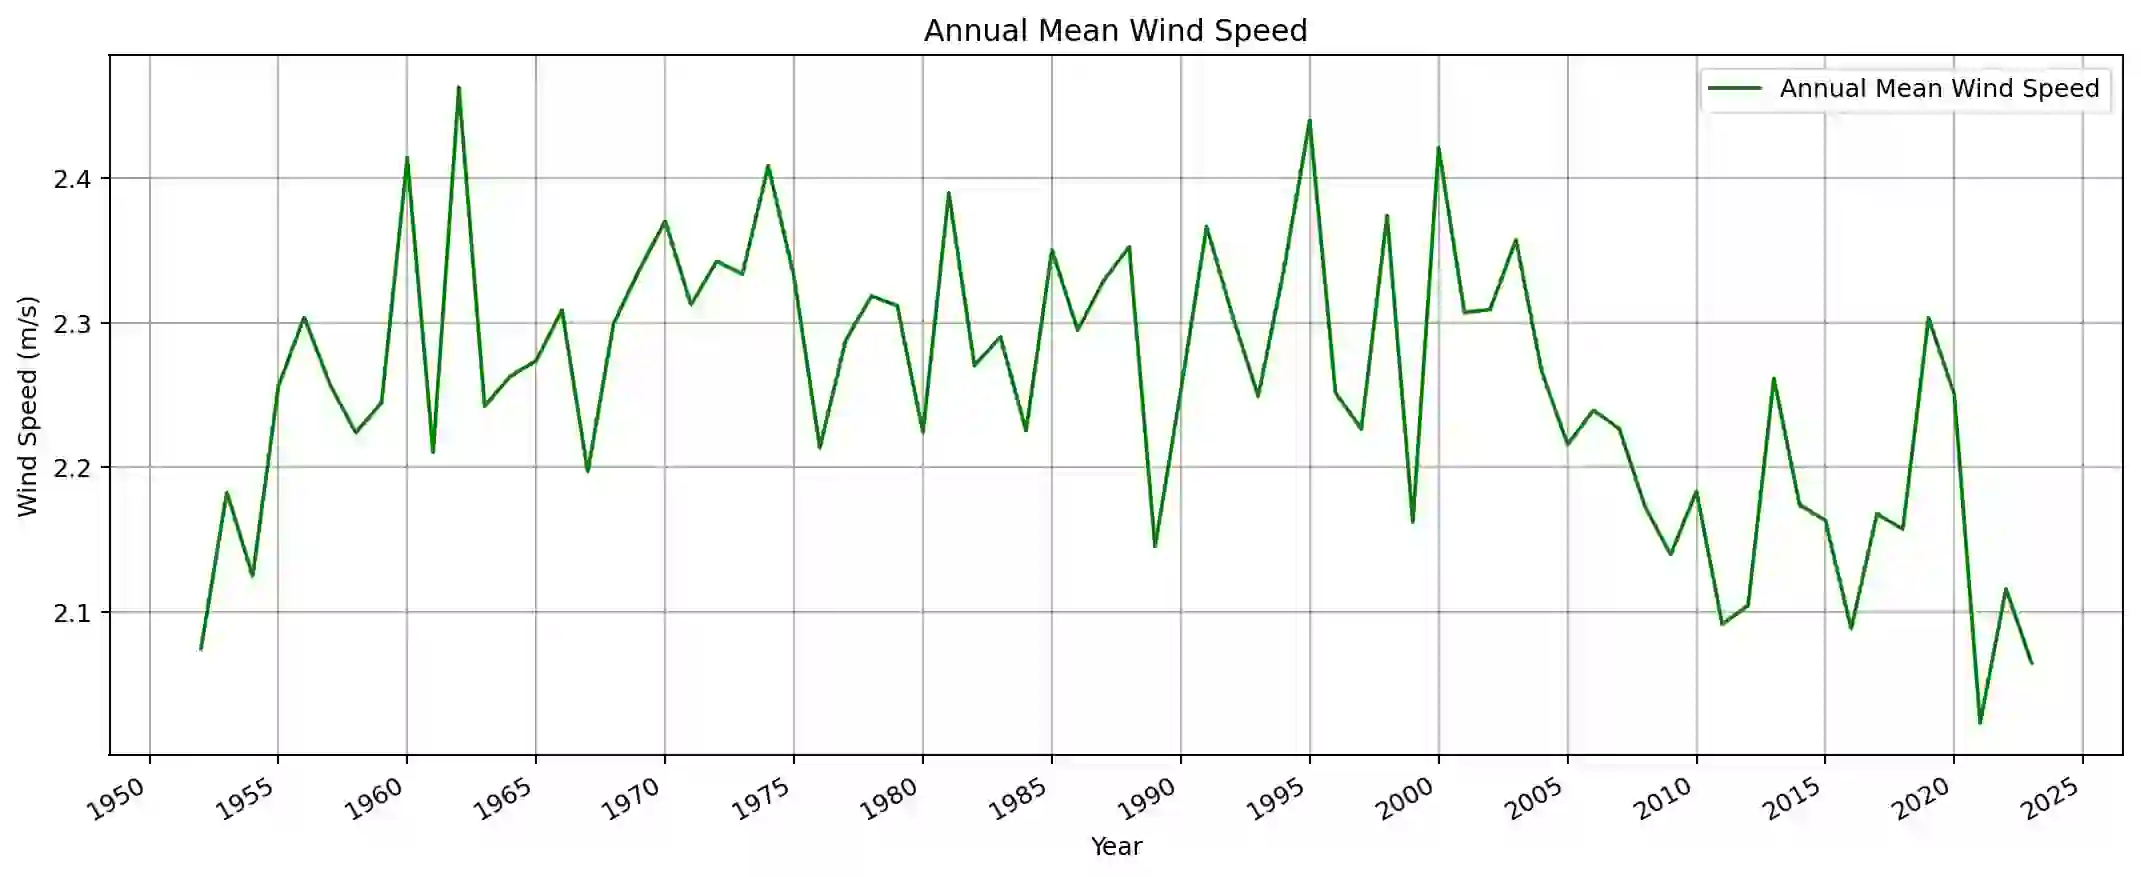 Annual Mean Wind Speed
Annual Mean Wind Speed
2.4
2.3
2.2
2.1
Wind Speed (m/s)
1950 1955 1960 1965 1970 1975 1980 1985 1990 1995 2000 2005 2010 2015 2020 2025
Year